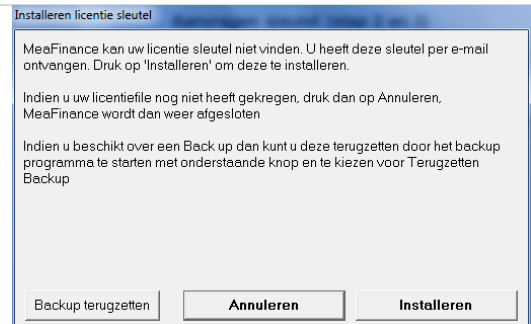 Installeren licentie sleutel
MeaFinance kan uw licentie sleutel niet vinden. U heeft deze sleutel per e-mail
ontvangen. Druk op 'Installeren' om deze te installeren.
Indien u uw licentiefile nog niet heeft gekregen, druk dan op Annuleren,
MeaFinance wordt dan weer afgesloten
Indien u beschikt over een Back up dan kunt u deze terugzetten door het backup
programma te starten met onderstaande knop en te kiezen voor Terugzetten
Backup
Backup terugzetten
Annuleren
Installeren